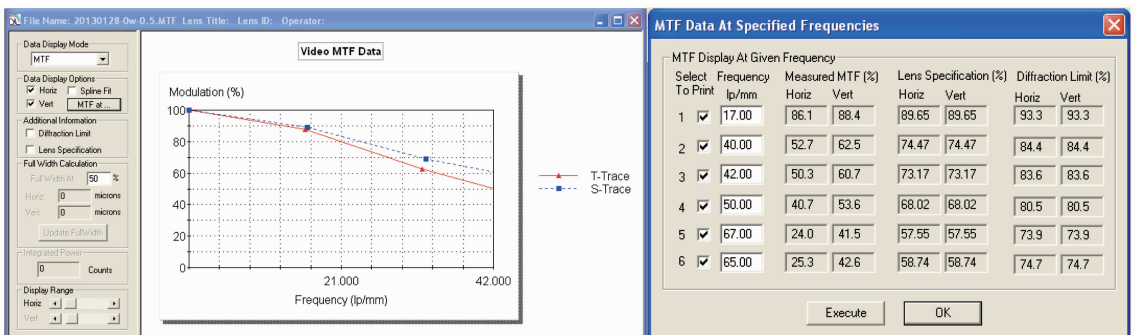 File Name: 20130128-0w-0.5.MTF Lens Title: Lens ID: Operator:
Data Display Mode
MTF
Data Display Options
Horiz Spline Fit
Vert MTF at ...
Additional Information
Diffraction Limit
Lens Specification
Full Width Calculation
Full Width At 50 %
Horiz: 0 microns
Vert: 0 microns
Update FullWidth
Integrated Power
0 Counts
Display Range
Horiz
Vert
Video MTF Data
Modulation (%)
100
80
60
40
20
0
21.000 42.000
Frequency (lp/mm)
T-Trace
S-Trace
MTF Data At Specified Frequencies
MTF Display At Given Frequency
Select Frequency Measured MTF (%) Lens Specification (%) Diffraction Limit (%)
To Print lp/mm Horiz Vert Horiz Vert Horiz Vert
1 17.00 86.1 88.4 89.65 89.65 93.3 93.3
2 40.00 52.7 62.5 74.47 74.47 84.4 84.4
3 42.00 50.3 60.7 73.17 73.17 83.6 83.6
4 50.00 40.7 53.6 68.02 68.02 80.5 80.5
5 67.00 24.0 41.5 57.55 57.55 73.9 73.9
6 65.00 25.3 42.6 58.74 58.74 74.7 74.7
Execute OK